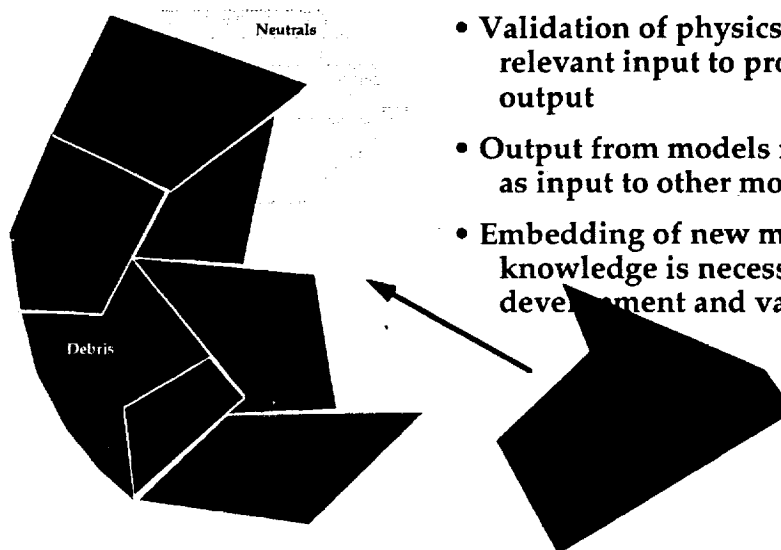 Neutrals
• Validation of physics
relevant input to pro
output
• Output from models
as input to other mo
• Embedding of new m
knowledge is necess
and va
Debris